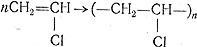 nCH₂=CH→(—CH₂—CH—)ₙ
Cl Cl